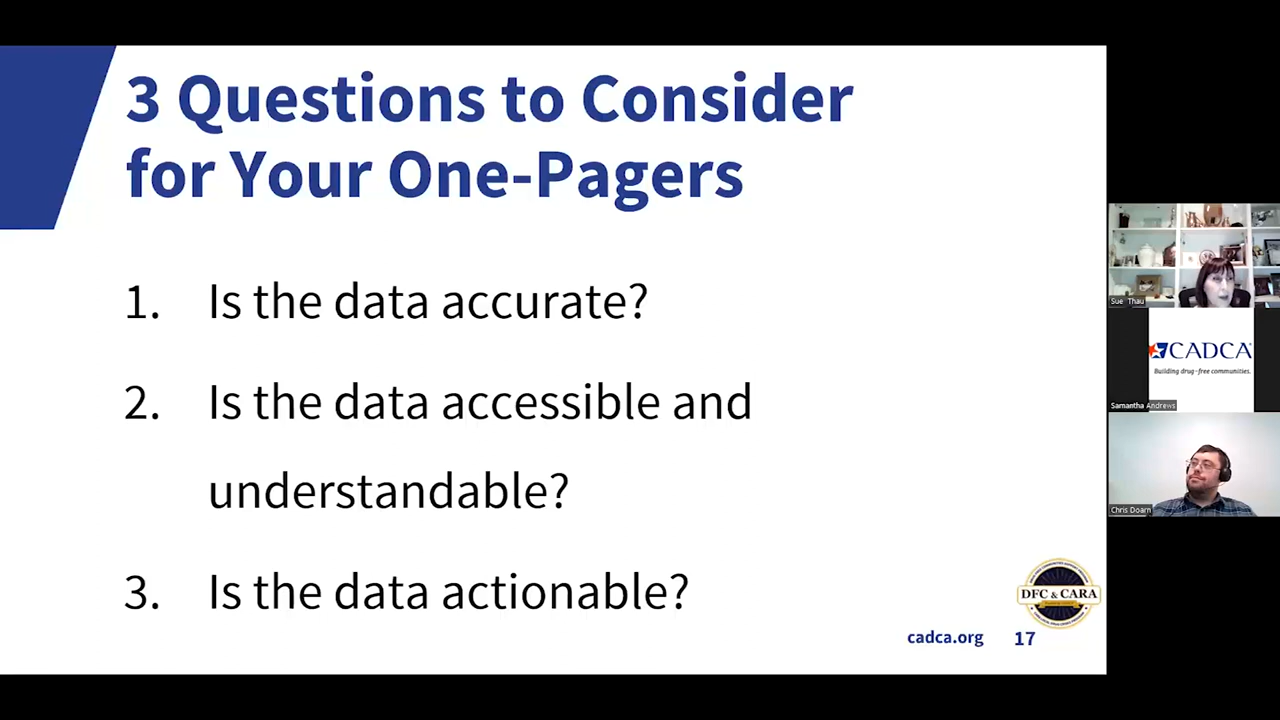 3 Questions to Consider
for Your One-Pagers
1. Is the data accurate?
2. Is the data accessible and
understandable?
3. Is the data actionable?
DFC & CARA
cadca.org 17
Sue Thau
CADCA
Building drug-free communities.
Samantha Andrews
Chris Doarn